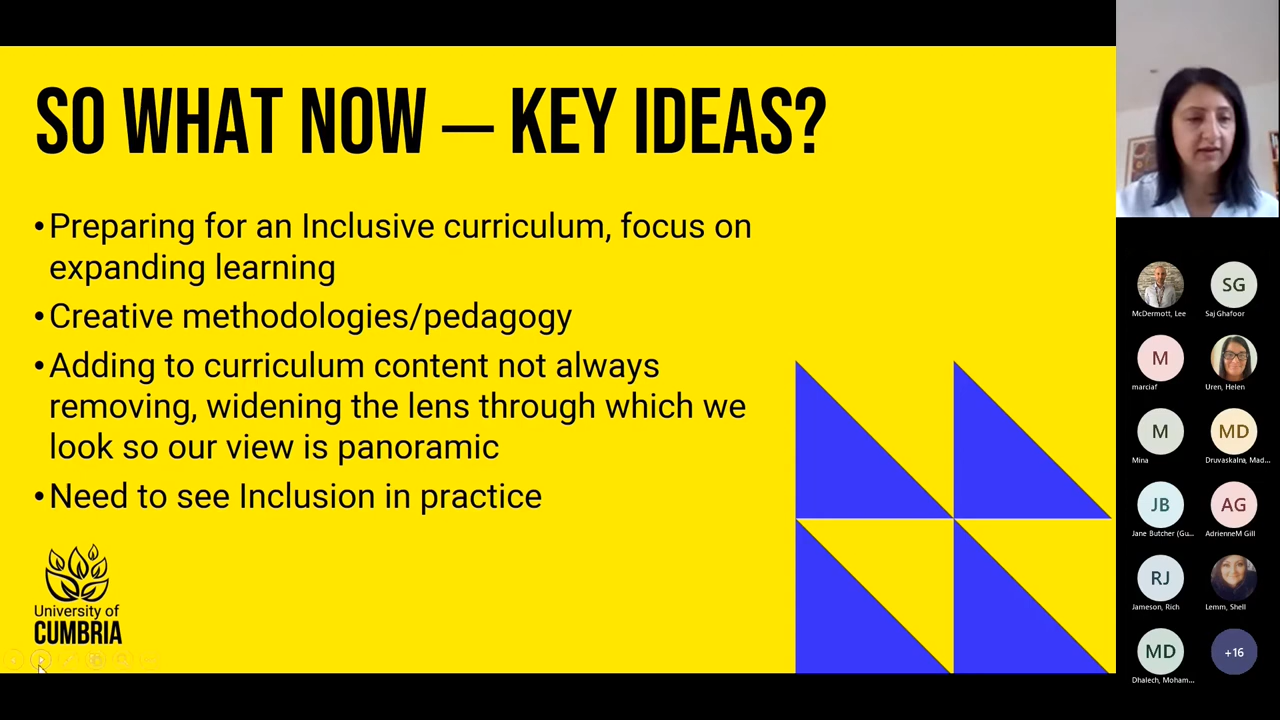 SO WHAT NOW — KEY IDEAS?
•Preparing for an Inclusive curriculum, focus on
expanding learning
•Creative methodologies/pedagogy
•Adding to curriculum content not always
removing, widening the lens through which we
look so our view is panoramic
•Need to see Inclusion in practice
University of
CUMBRIA
SG
McDermott, Lee
Saj Ghafoor
M
marciaf
Uren, Helen
M
MD
Mina
Druvaskalna, Mad...
JB
AG
Jane Butcher (Gu...
AdrienneM Gill
RJ
Jameson, Rich
Lemm, Shell
MD
+16
Dhalech, Moham...